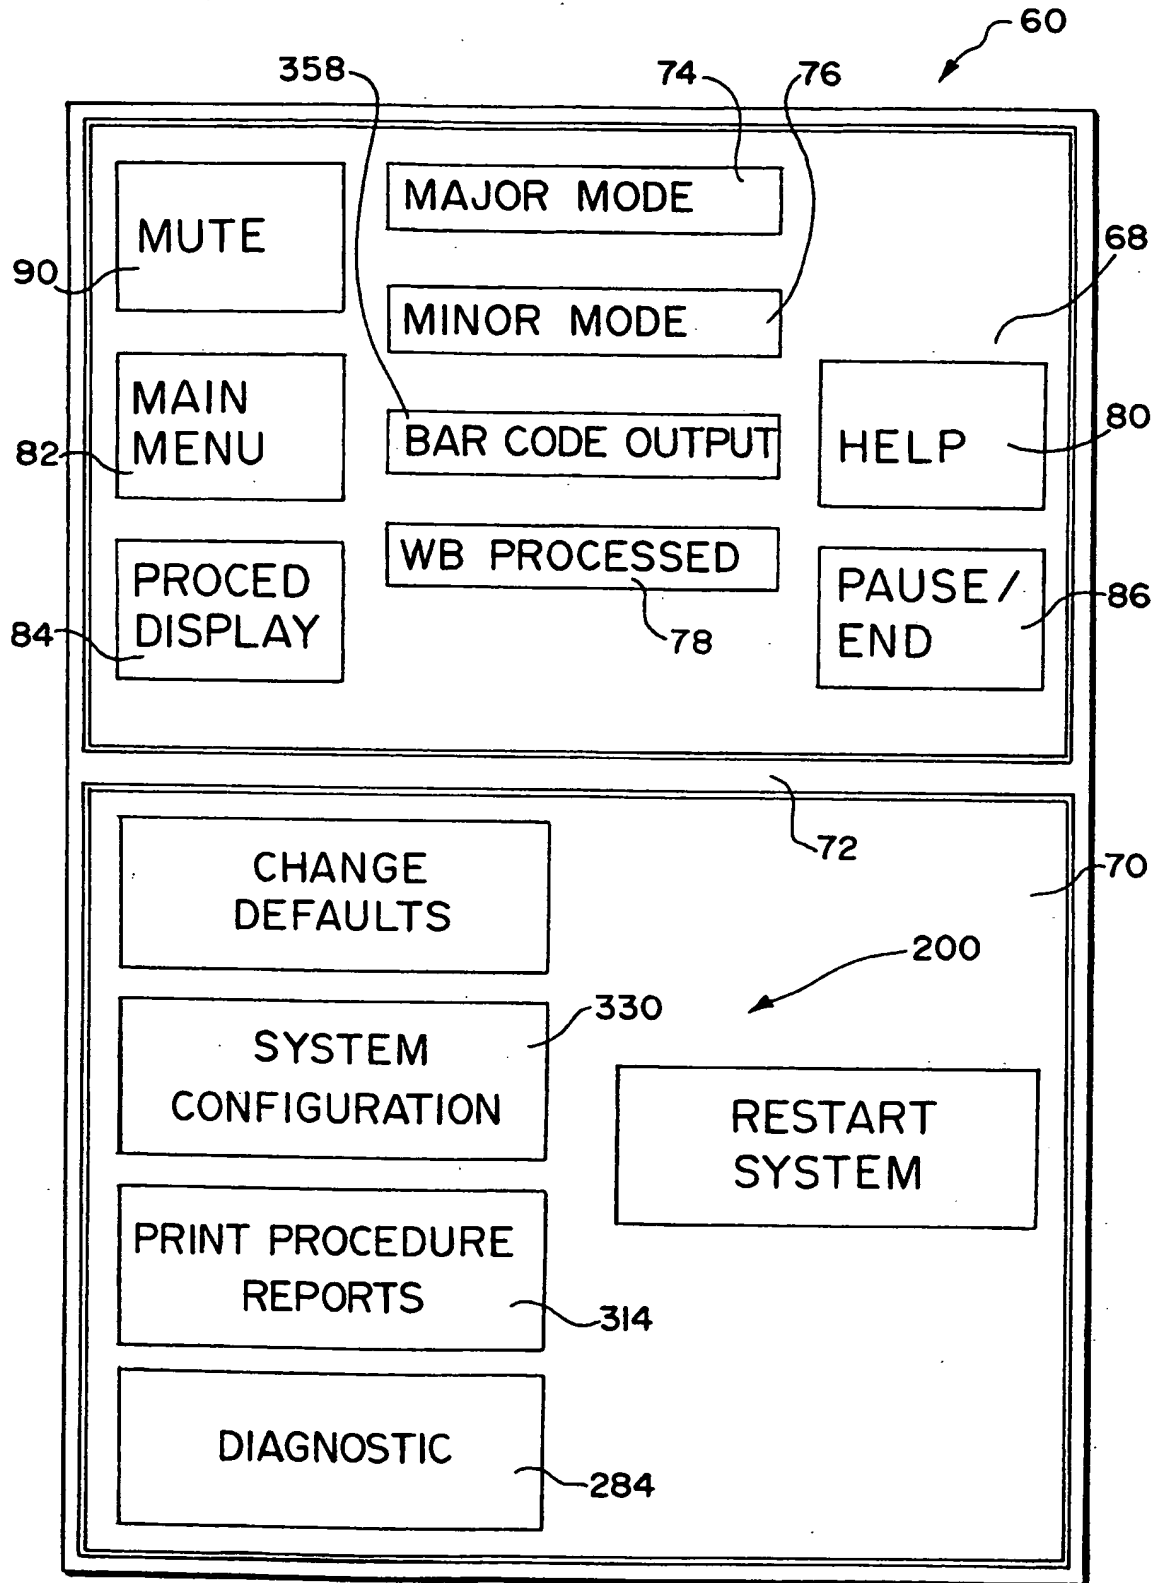 60
358
74
76
MUTE
90
MAJOR MODE
68
MINOR MODE
MAIN
MENU
82
BAR CODE OUTPUT
HELP
80
PROCED
DISPLAY
84
WB PROCESSED
78
PAUSE/
END
86
72
70
CHANGE
DEFAULTS
200
SYSTEM
CONFIGURATION
330
RESTART
SYSTEM
PRINT PROCEDURE
REPORTS
314
DIAGNOSTIC
284